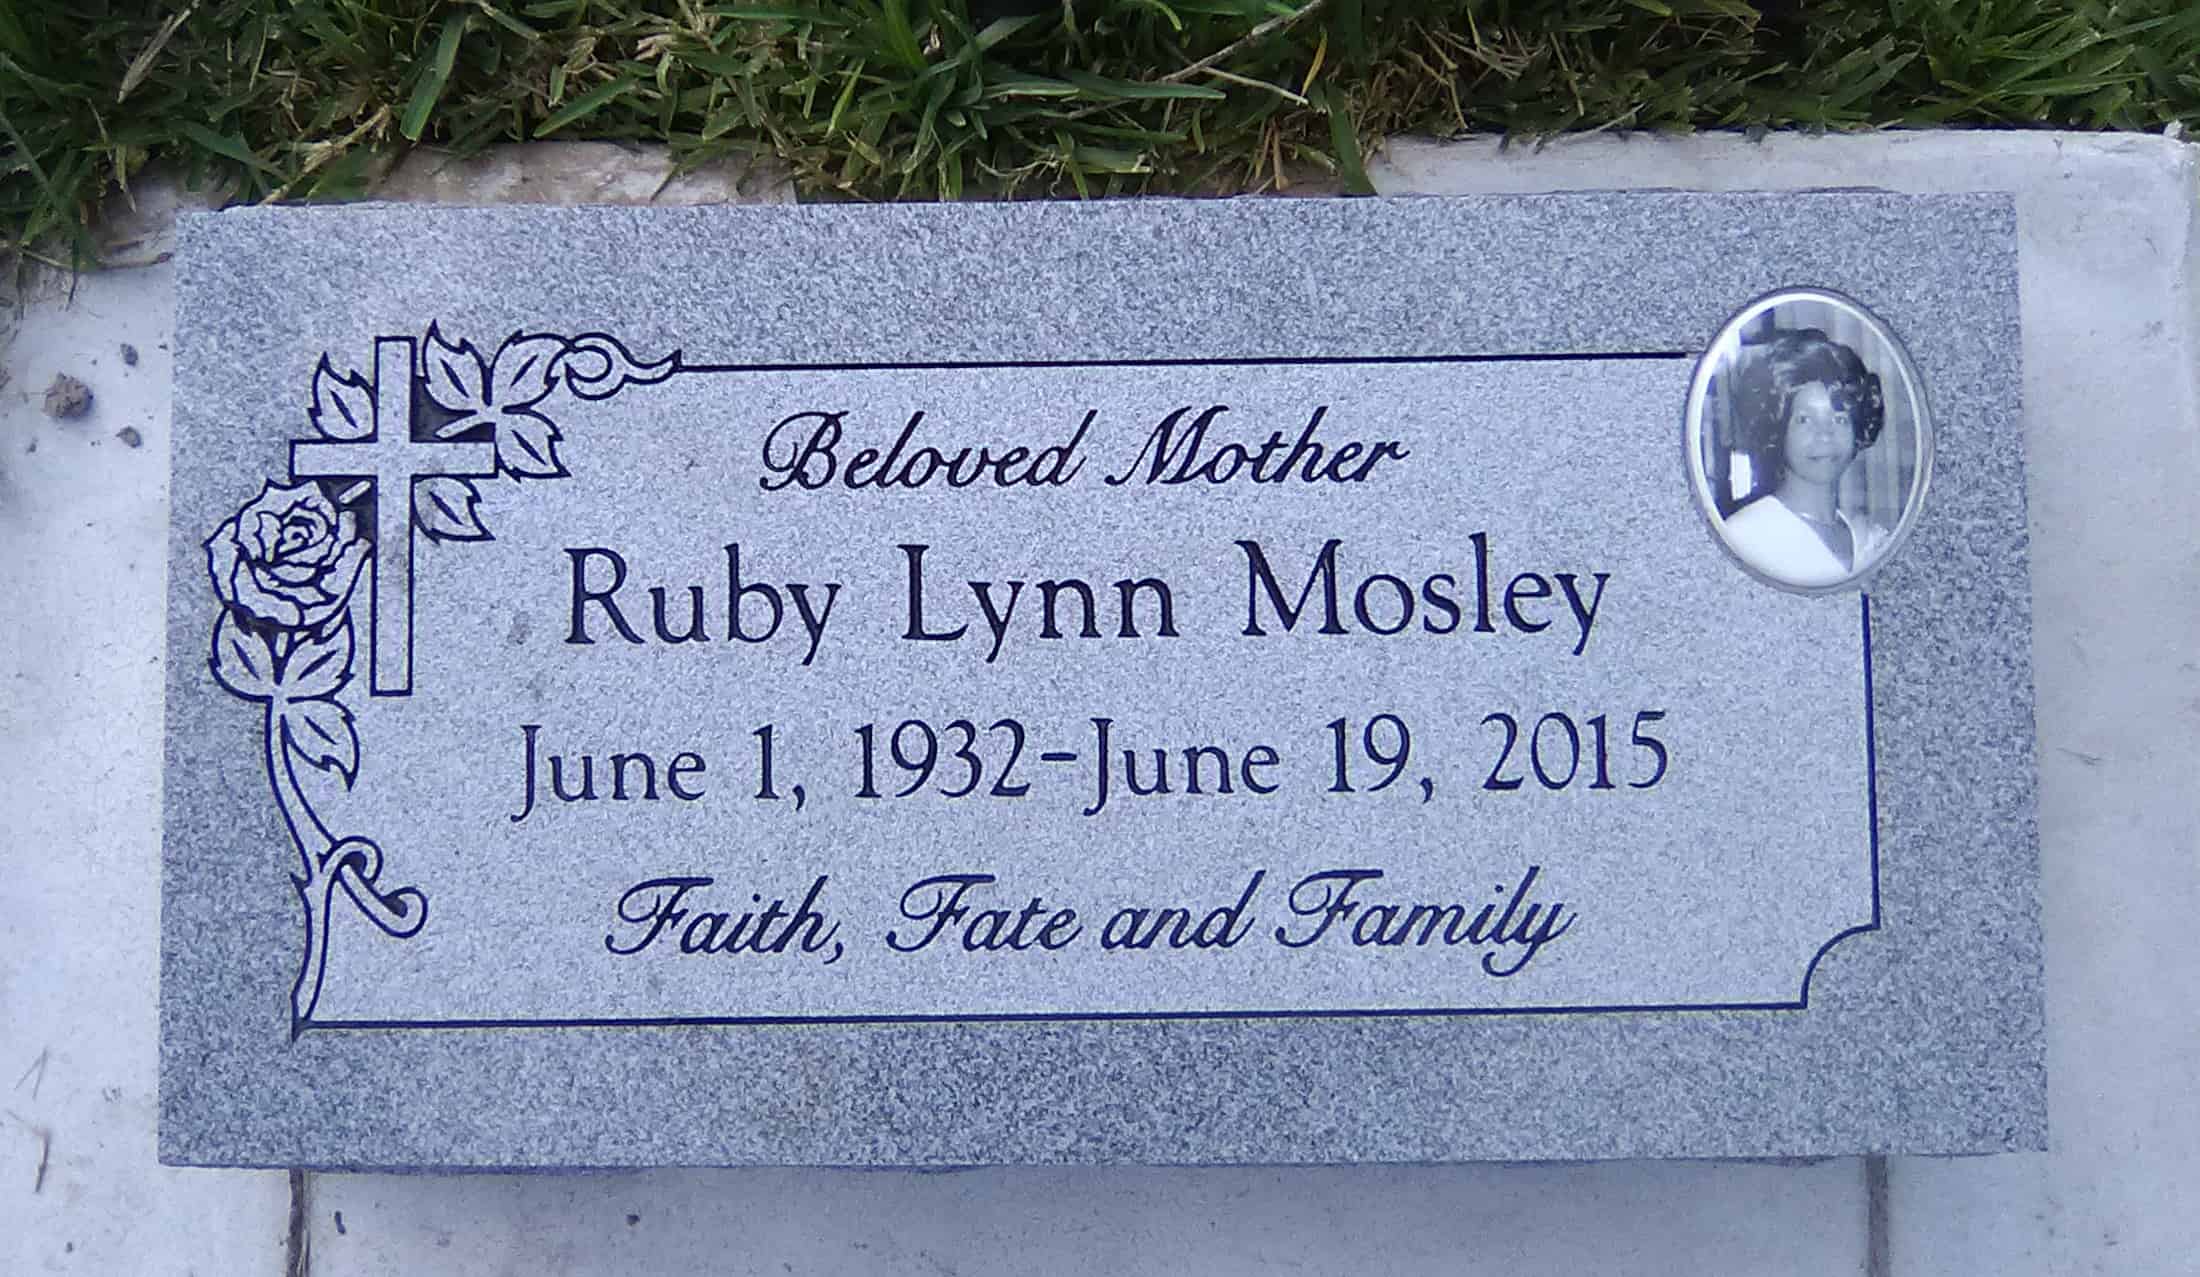 Beloved Mother
Ruby Lynn Mosley
June 1, 1932-June 19, 2015
Faith, Fate and Family